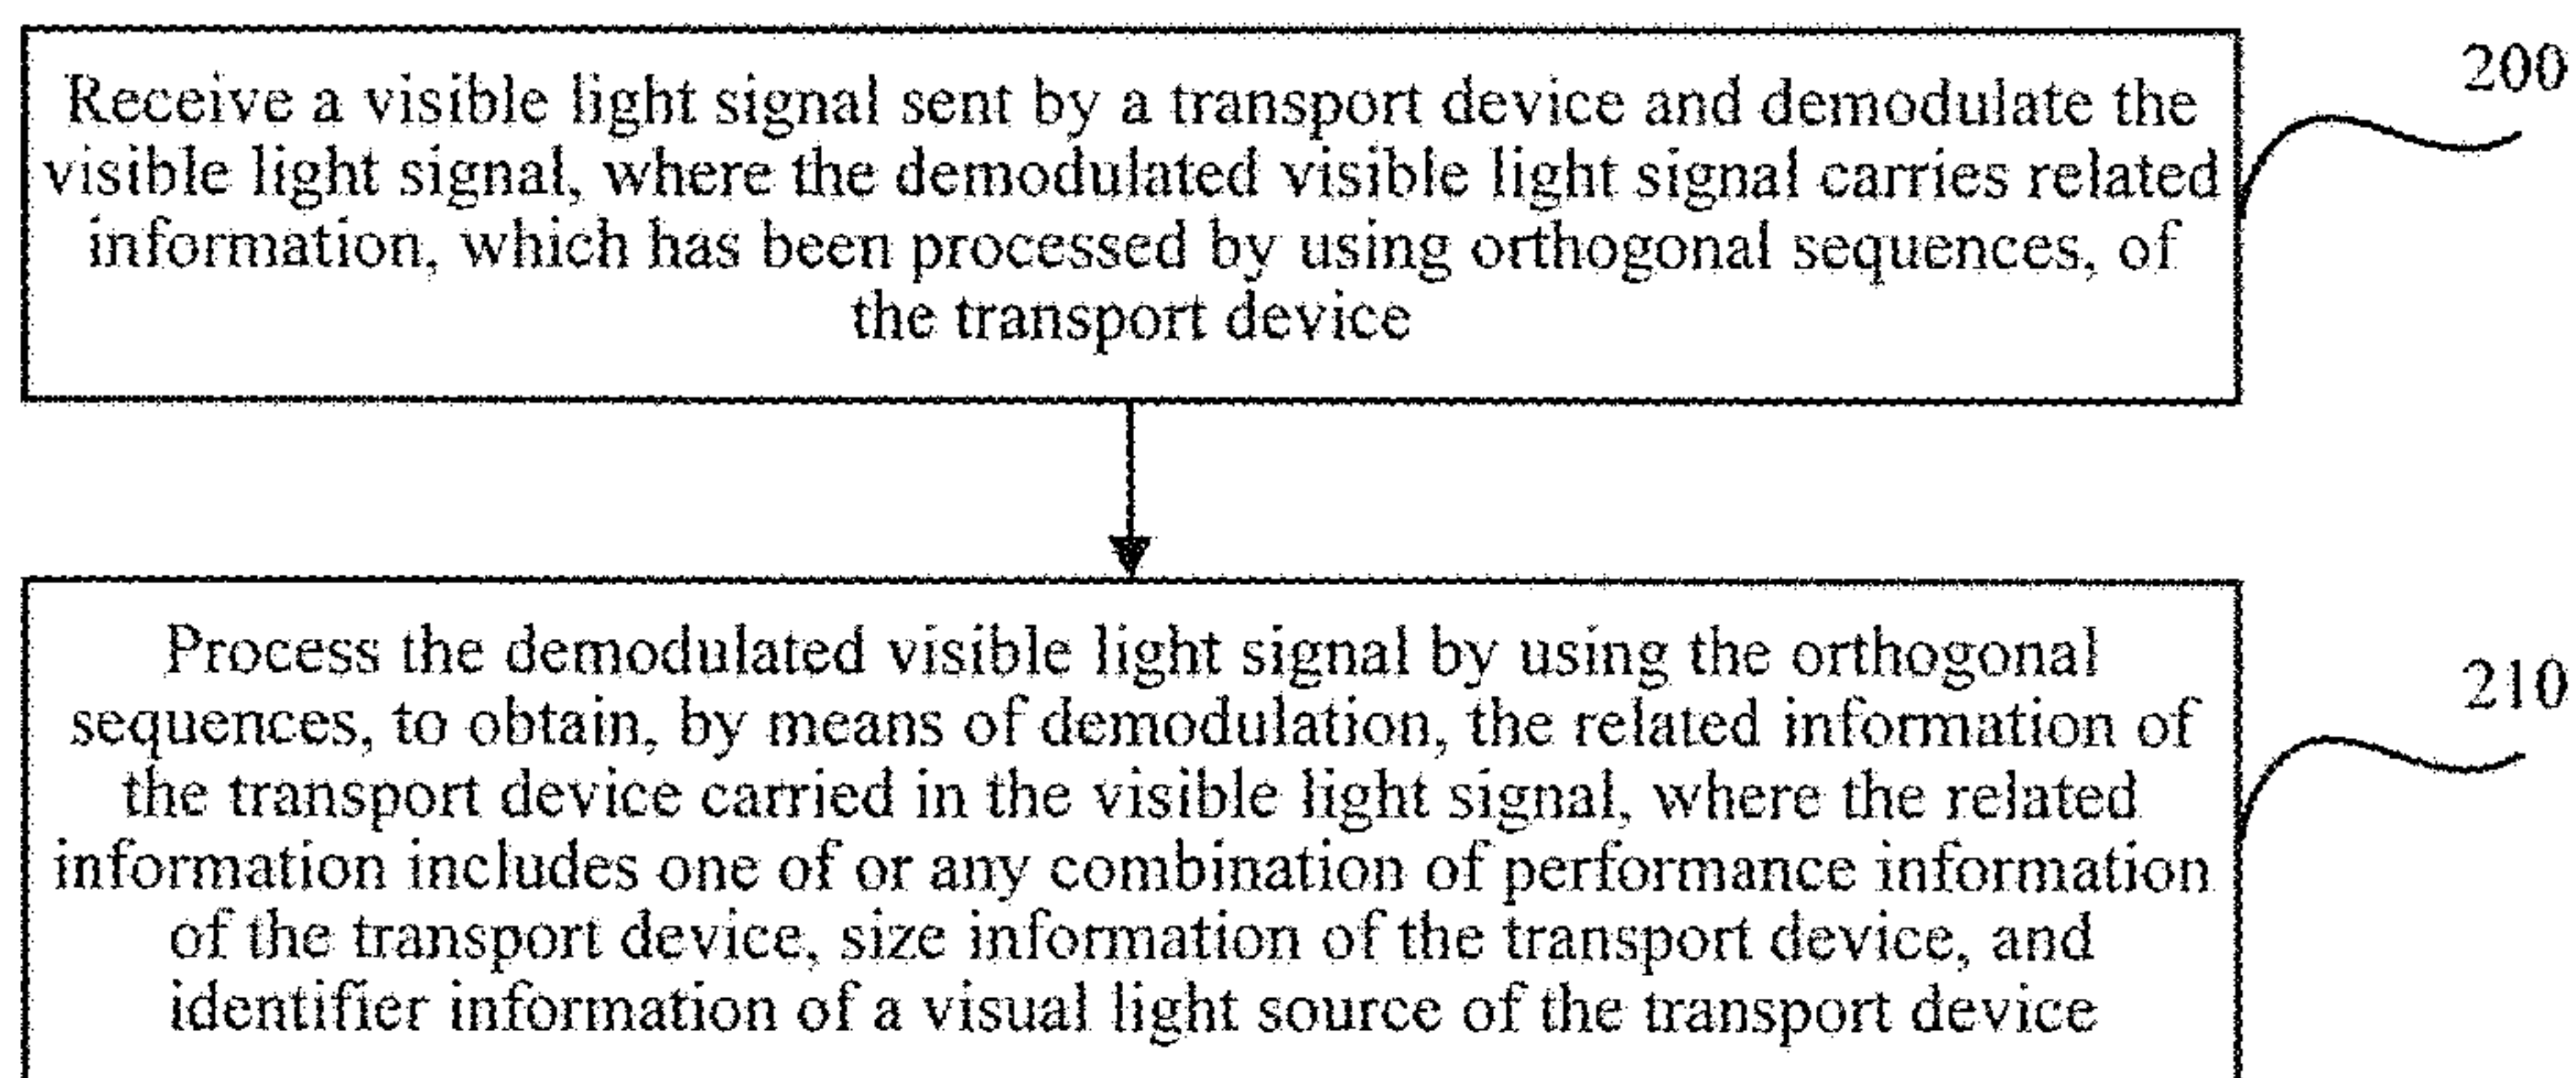 200
Receive a visible light signal sent by a transport device and demodulate the
visible light signal, where the demodulated visible light signal carries related
information, which has been processed by using orthogonal sequences, of
the transport device
210
Process the demodulated visible light signal by using the orthogonal
sequences, to obtain, by means of demodulation, the related information of
the transport device carried in the visible light signal, where the related
information includes one of or any combination of performance information
of the transport device, size information of the transport device, and
identifier information of a visual light source of the transport device